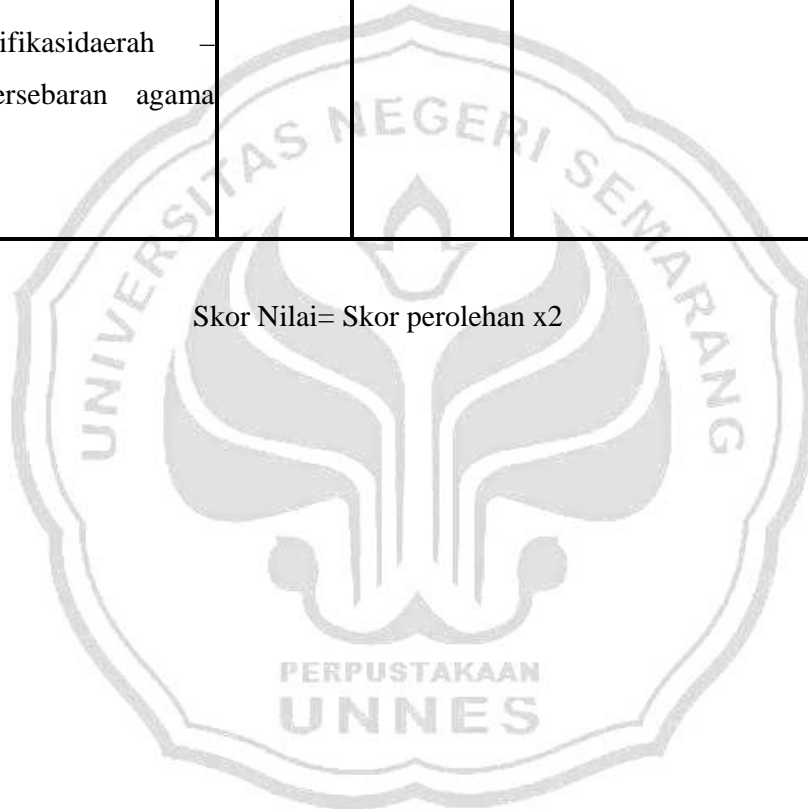 ifikasidaerah –
ersebaran agama
Skor Nilai= Skor perolehan x2
UNIVERSITAS NEGERI SEMARANG
PERPUSTAKAAN
UNNES